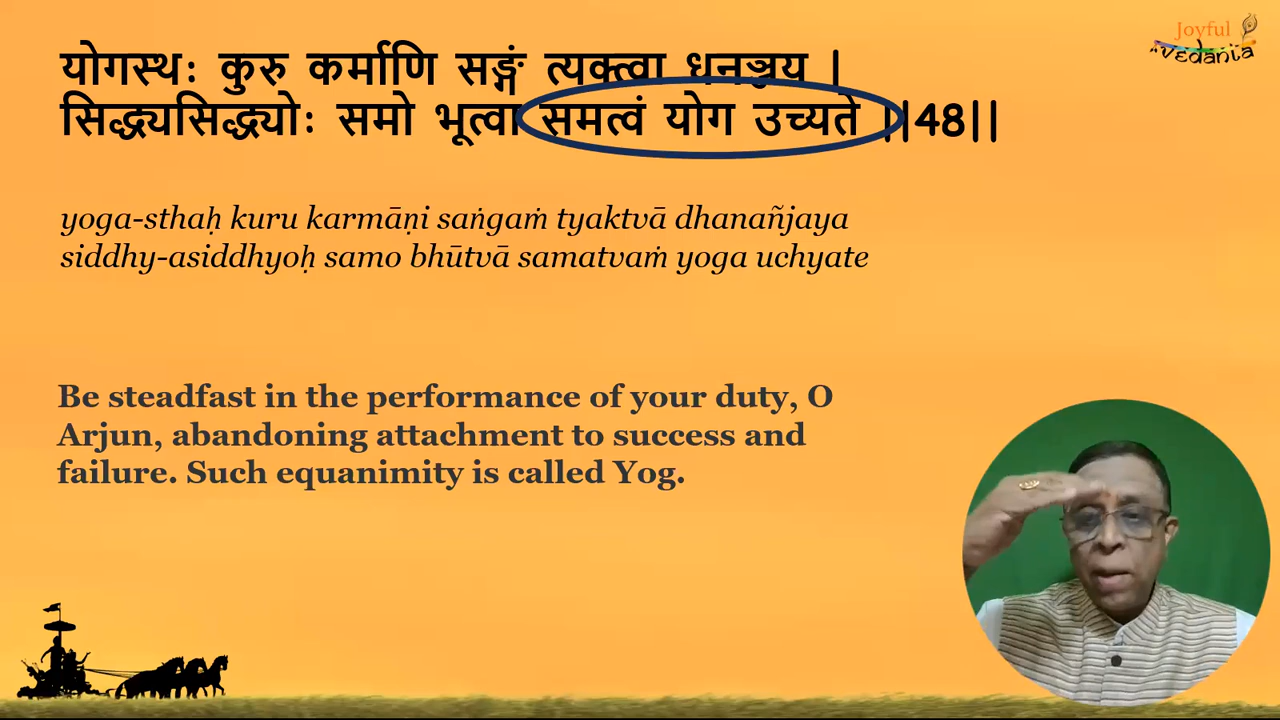 Joyful
vedanta
योगस्थः कुरु कर्माणि सङ्गं त्यक्त्वा धनञ्जय |
सिद्ध्यसिद्ध्योः समो भूत्वा समत्वं योग उच्यते ||48||
yoga-sthaḥ kuru karmāṇi saṅgaṁ tyaktvā dhanañjaya
siddhy-asiddhyoḥ samo bhūtvā samatvaṁ yoga uchyate
Be steadfast in the performance of your duty, O
Arjun, abandoning attachment to success and
failure. Such equanimity is called Yog.